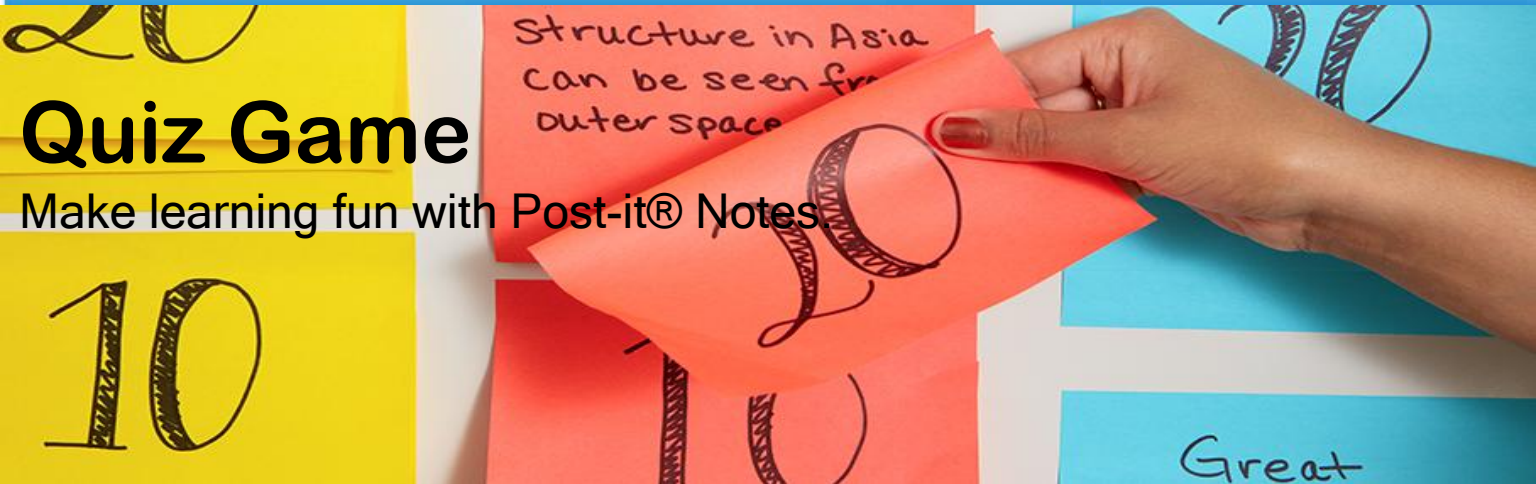 20
Structure in Asia
can be seen
outer space
Quiz Game
Make learning fun with Post-it® Notes.
20
10
10
Great